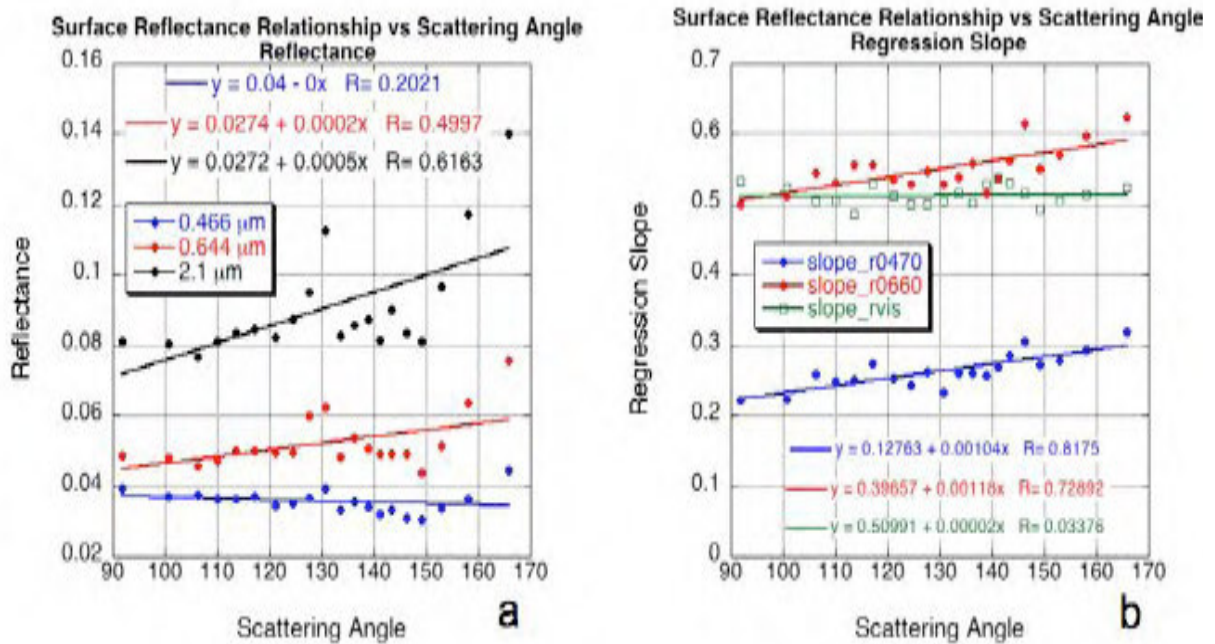 Surface Reflectance Relationship vs Scattering Angle
Reflectance
0.16
0.14
0.12
0.1
0.08
0.06
0.04
0.02
Reflectance
y = 0.04 - 0x R= 0.2021
y = 0.0274 + 0.0002x R= 0.4997
y = 0.0272 + 0.0005x R= 0.6163
0.466 μm
0.644 μm
2.1 μm
90 100 110 120 130 140 150 160 170
Scattering Angle
a
Surface Reflectance Relationship vs Scattering Angle
Regression Slope
0.7
0.6
0.5
0.4
0.3
0.2
0.1
0
Regression Slope
slope_r0470
slope_r0660
slope_rvis
y = 0.12763 + 0.00104x R= 0.8175
y = 0.39657 + 0.00118x R= 0.72892
y = 0.50991 + 0.00002x R= 0.03376
90 100 110 120 130 140 150 160 170
Scattering Angle
b